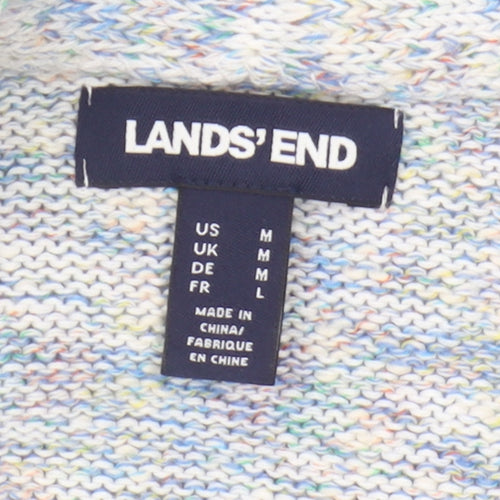 LANDS' END
US M
UK M
DE M
FR L
MADE IN
CHINA/
FABRIQUE
EN CHINE